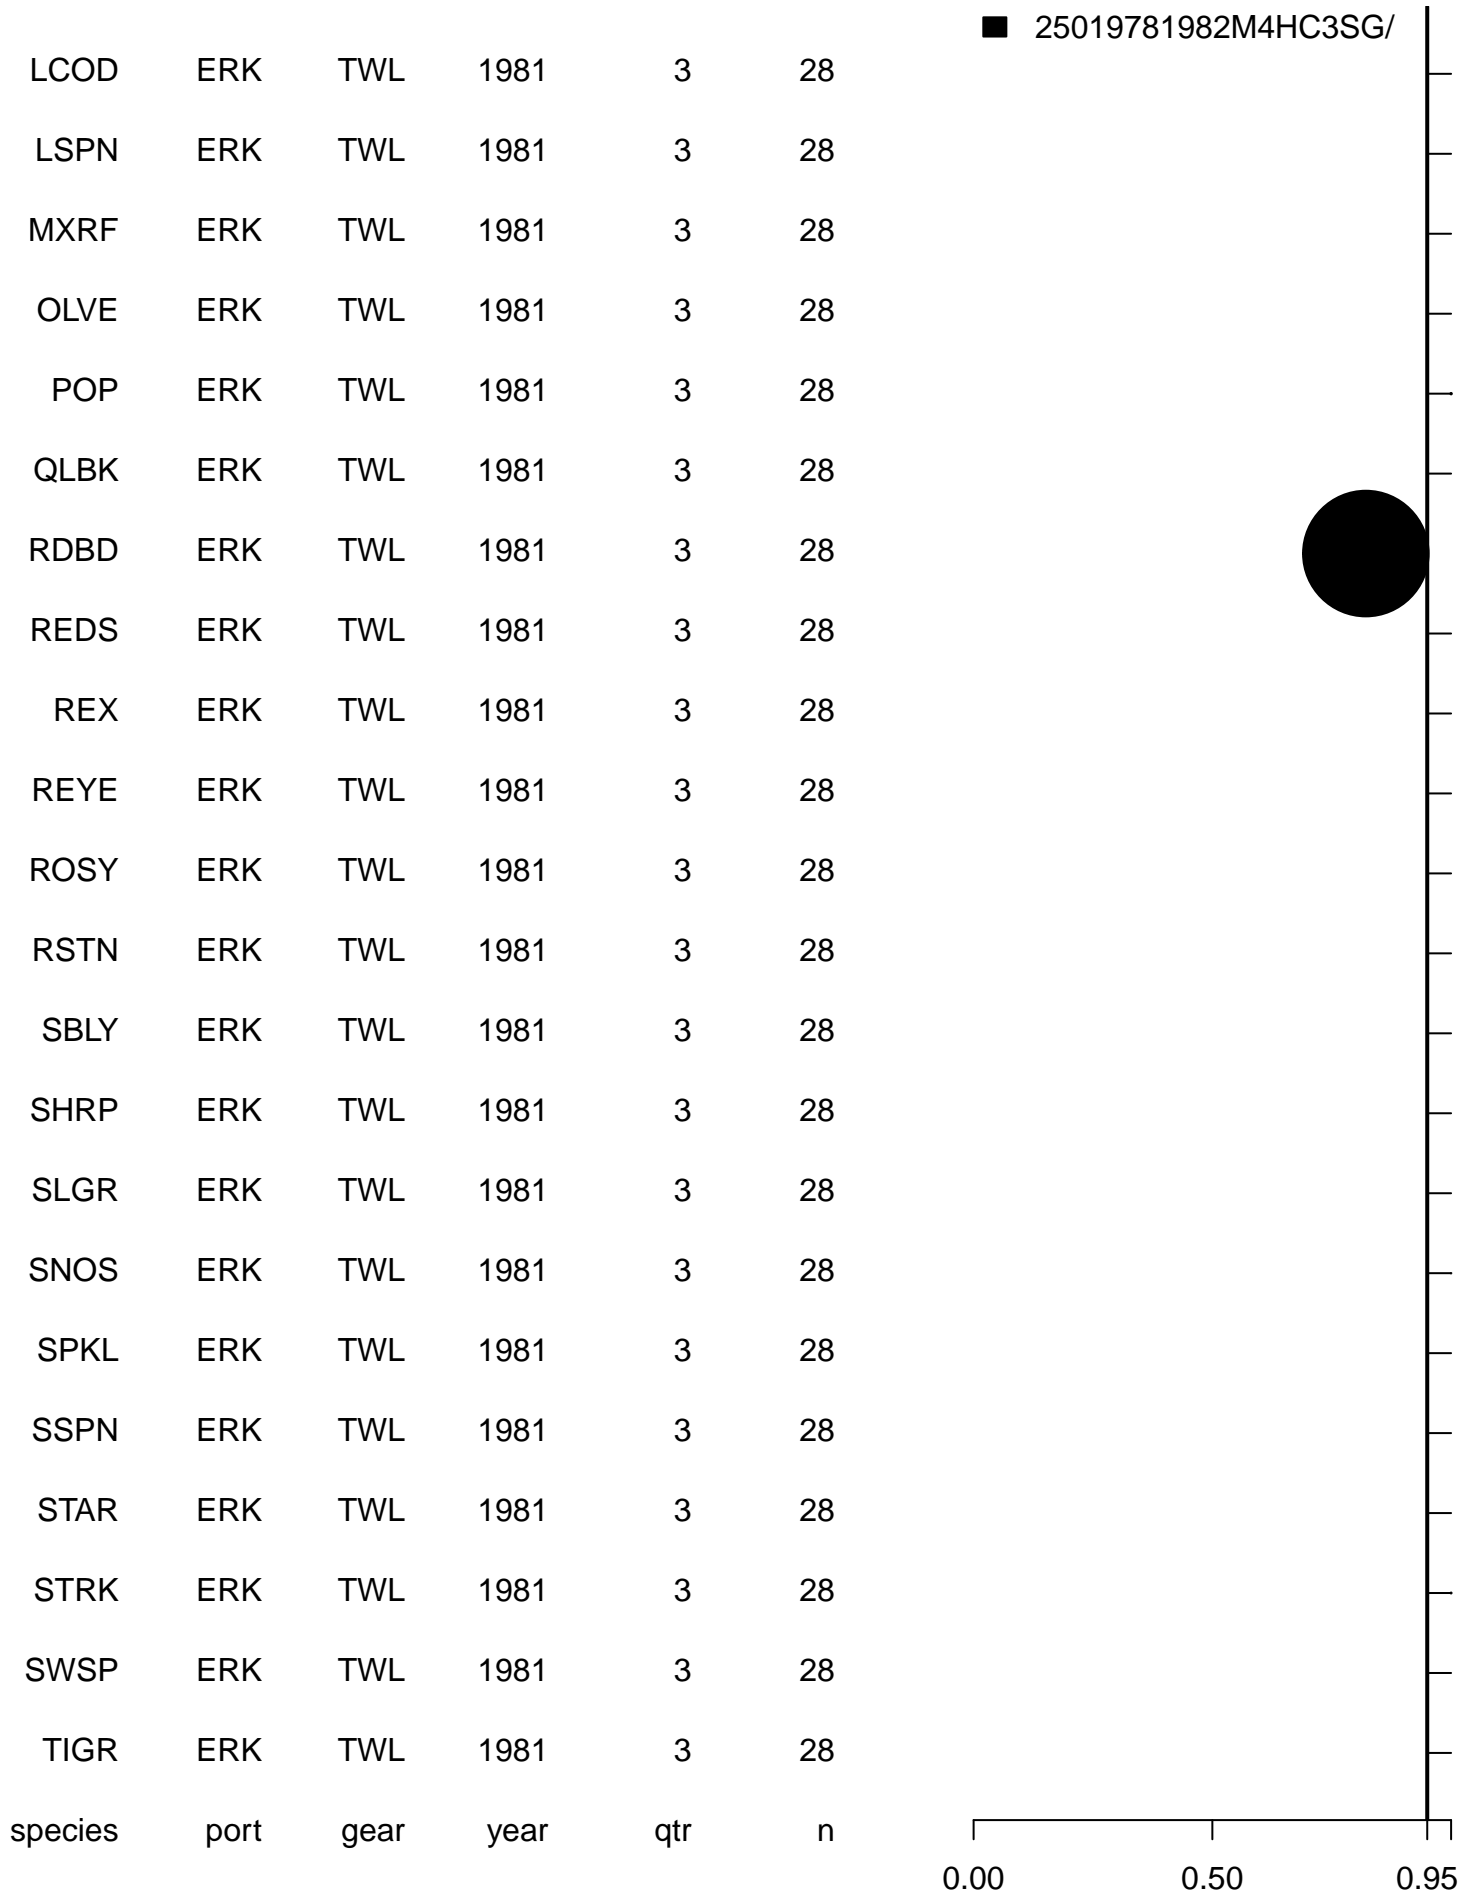 25019781982M4HC3SG/
LCOD ERK TWL 1981 3 28
LSPN ERK TWL 1981 3 28
MXRF ERK TWL 1981 3 28
OLVE ERK TWL 1981 3 28
POP ERK TWL 1981 3 28
QLBK ERK TWL 1981 3 28
RDBD ERK TWL 1981 3 28
REDS ERK TWL 1981 3 28
REX ERK TWL 1981 3 28
REYE ERK TWL 1981 3 28
ROSY ERK TWL 1981 3 28
RSTN ERK TWL 1981 3 28
SBLY ERK TWL 1981 3 28
SHRP ERK TWL 1981 3 28
SLGR ERK TWL 1981 3 28
SNOS ERK TWL 1981 3 28
SPKL ERK TWL 1981 3 28
SSPN ERK TWL 1981 3 28
STAR ERK TWL 1981 3 28
STRK ERK TWL 1981 3 28
SWSP ERK TWL 1981 3 28
TIGR ERK TWL 1981 3 28
species port gear year qtr n
0.00 0.50 0.95